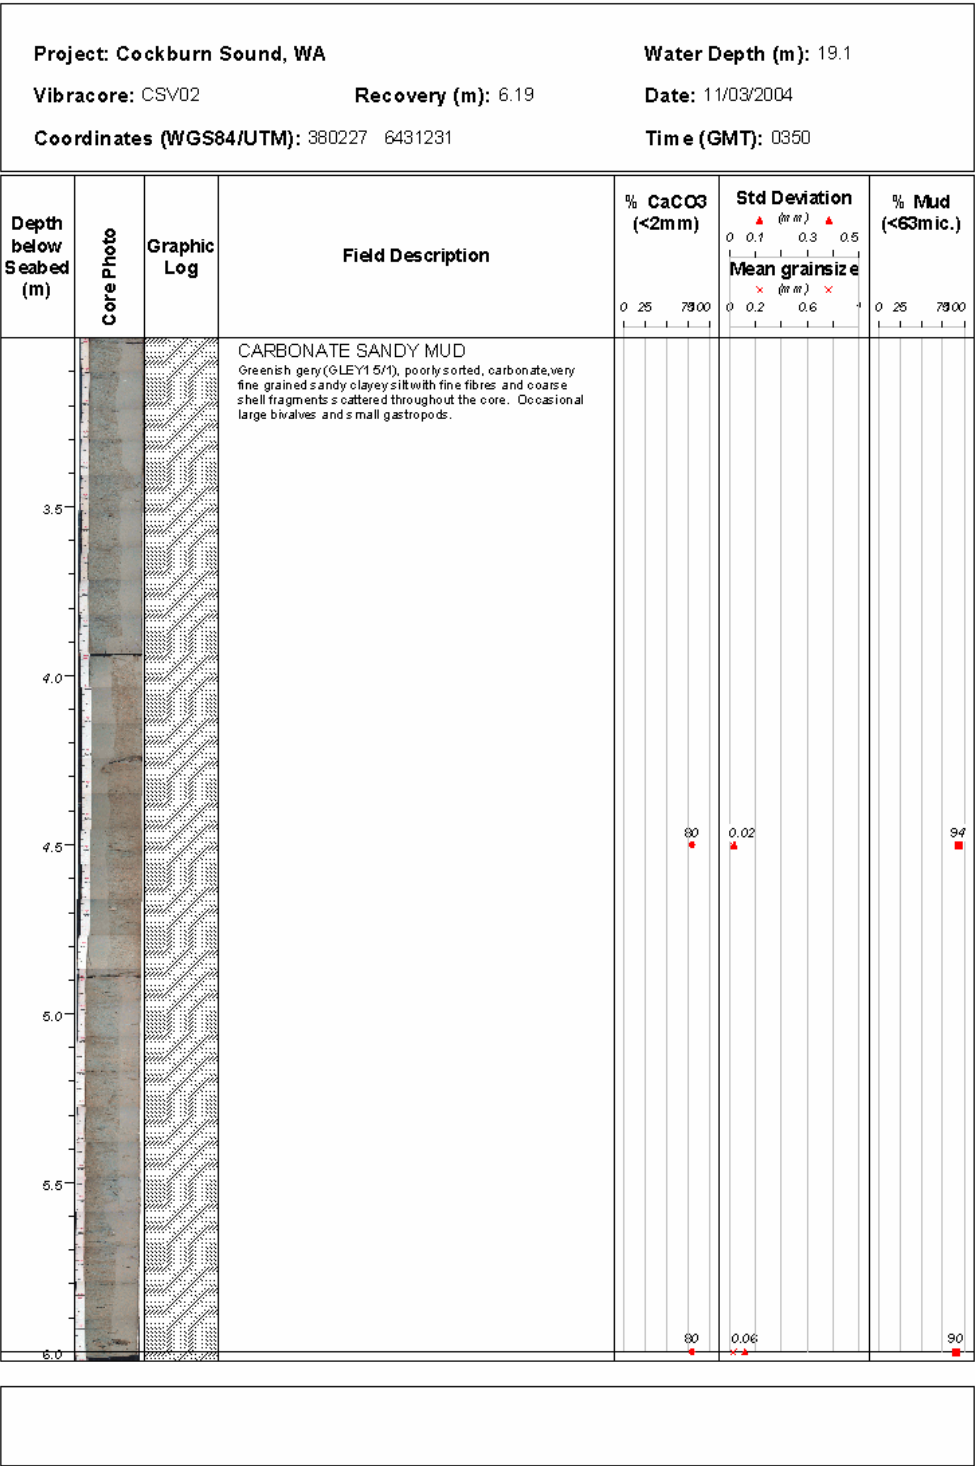 Project: Cockburn Sound, WA
Water Depth (m): 19.1
Vibracore: CSV02
Recovery (m): 6.19
Date: 11/03/2004
Coordinates (WGS84/UTM): 380227 6431231
Time (GMT): 0350
Depth
below
Seabed
(m)
Core Photo
Graphic
Log
Field Description
% CaCO3
(<2mm)
0 25 75 100
Std Deviation
(mm)
0 0.1 0.3 0.5
Mean grainsize
(mm)
0 0.2 0.6
% Mud
(<63mic.)
0 25 75 100
CARBONATE SANDY MUD
Greenish gery(GLEY1 5/1), poorly sorted, carbonate,very
fine grained sandy clayey silt with fine fibres and coarse
shell fragments scattered throughout the core. Occasional
large bivalves and small gastropods.
3.5
4.0
4.5
80 0.02 94
5.0
5.5
6.0
80 0.06 90